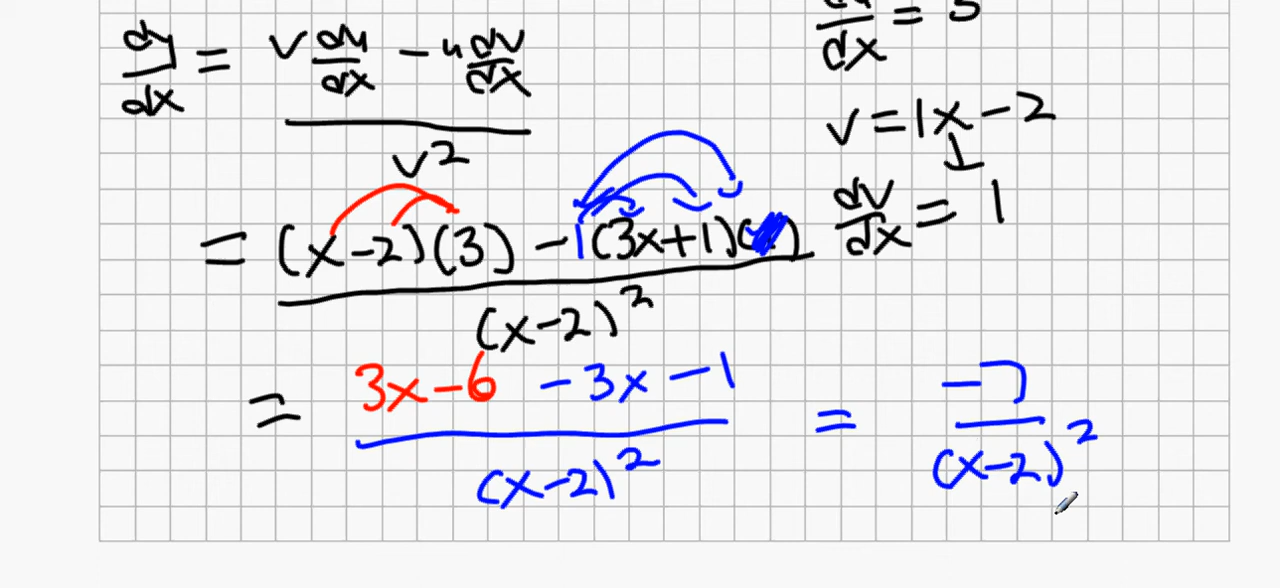 du/dx = 3
dy/dx = (v du/dx - u dv/dx) / v²
v = 1x - 2
1
dv/dx = 1
= ((x-2)(3) - 1(3x+1)( )) / (x-2)²
= (3x-6 -3x -1) / (x-2)² = -7 / (x-2)²